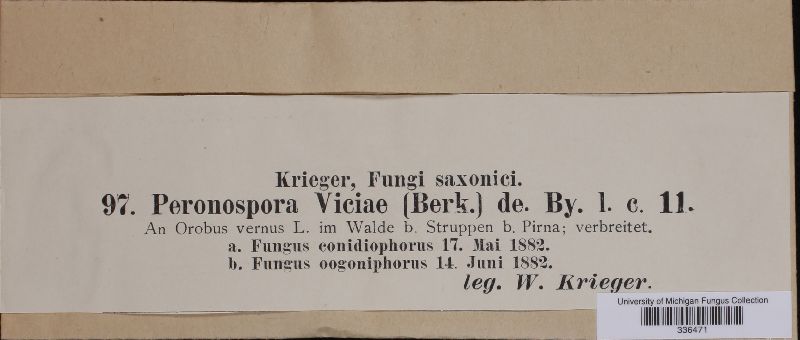 Krieger, Fungi saxonici.
97. Peronospora Viciae (Berk.) de. By. l. c. 11.
An Orobus vernus L. im Walde b. Struppen b. Pirna; verbreitet.
a. Fungus conidiophorus 17. Mai 1882.
b. Fungus oogoniphorus 14. Juni 1882.
leg. W. Krieger.
University of Michigan Fungus Collection
336471